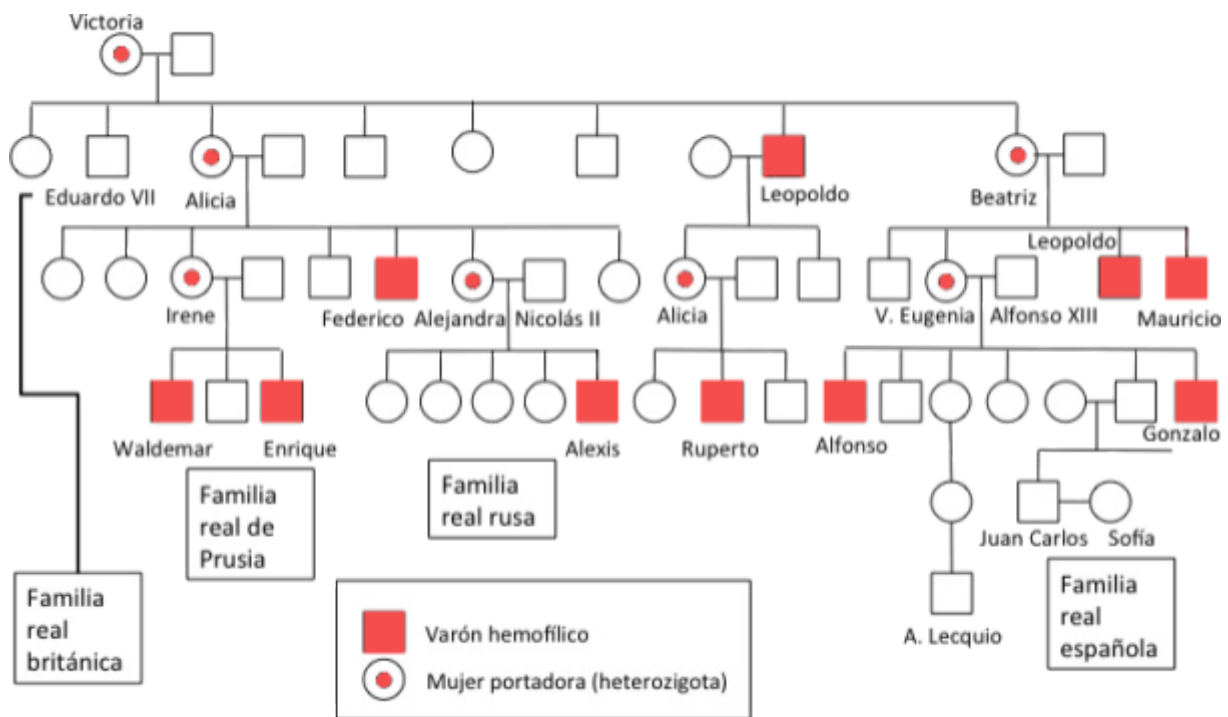 Victoria
Eduardo VII
Alicia
Leopoldo
Beatriz
Leopoldo
Irene
Federico
Alejandra
Nicolás II
Alicia
V. Eugenia
Alfonso XIII
Mauricio
Waldemar
Enrique
Alexis
Ruperto
Alfonso
Gonzalo
Familia
real de
Prusia
Familia
real rusa
Juan Carlos
Sofía
Familia
real
británica
A. Lecquio
Familia
real
española
Varón hemofílico
Mujer portadora (heterozigota)